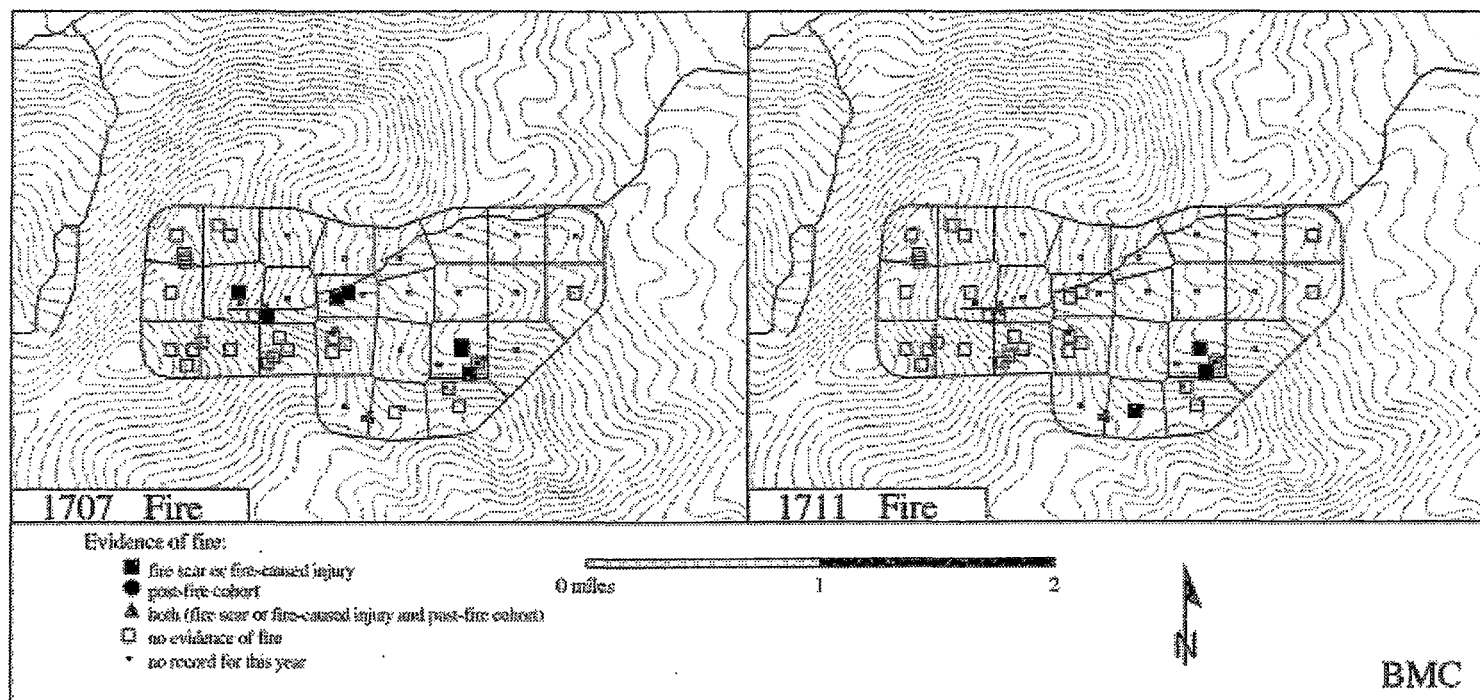 1707 Fire
1711 Fire
Evidence of fire:
fire scar or fire-caused injury
post-fire cohort
both (fire scar or fire-caused injury and post-fire cohort)
no evidence of fire
no record for this year
0 miles 1 2
N
BMC